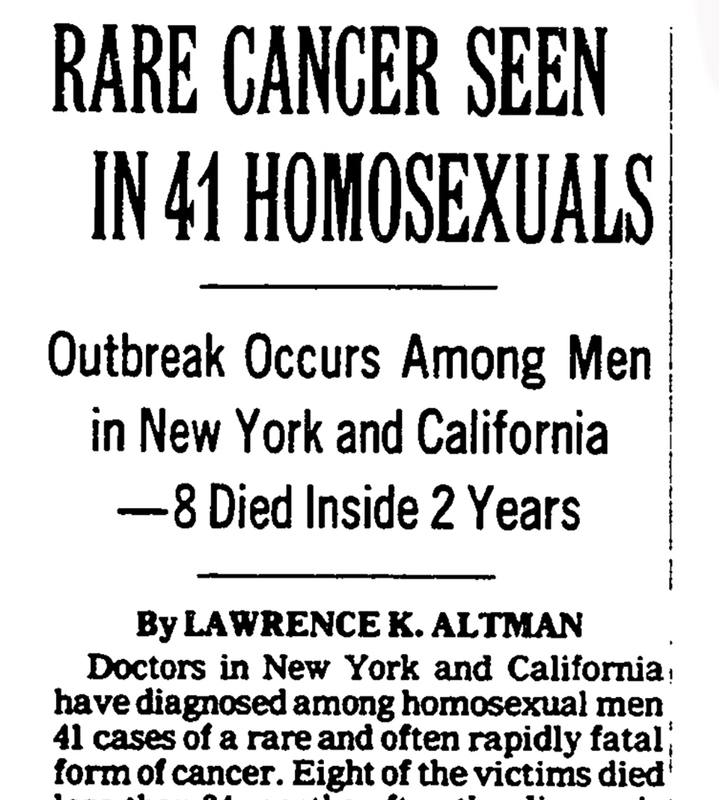 RARE CANCER SEEN
IN 41 HOMOSEXUALS
Outbreak Occurs Among Men
in New York and California
—8 Died Inside 2 Years
By LAWRENCE K. ALTMAN
Doctors in New York and California
have diagnosed among homosexual men
41 cases of a rare and often rapidly fatal
form of cancer. Eight of the victims died